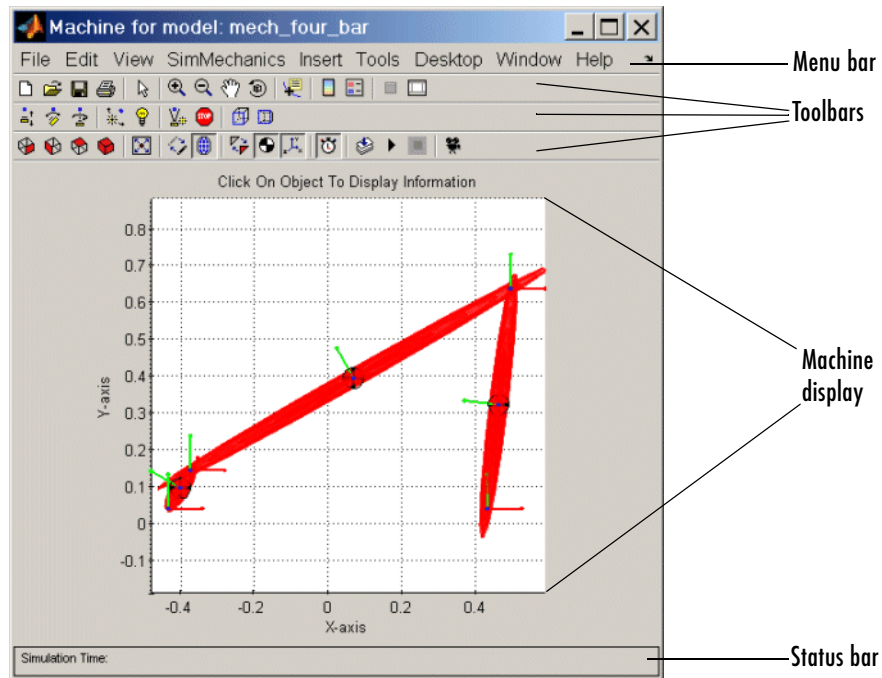 Machine for model: mech_four_bar
File Edit View SimMechanics Insert Tools Desktop Window Help
Menu bar
STOP
Toolbars
Click On Object To Display Information
0.8
0.7
0.6
0.5
0.4
0.3
0.2
0.1
0
-0.1
Y-axis
-0.4 -0.2 0 0.2 0.4
X-axis
Machine
display
Simulation Time:
Status bar